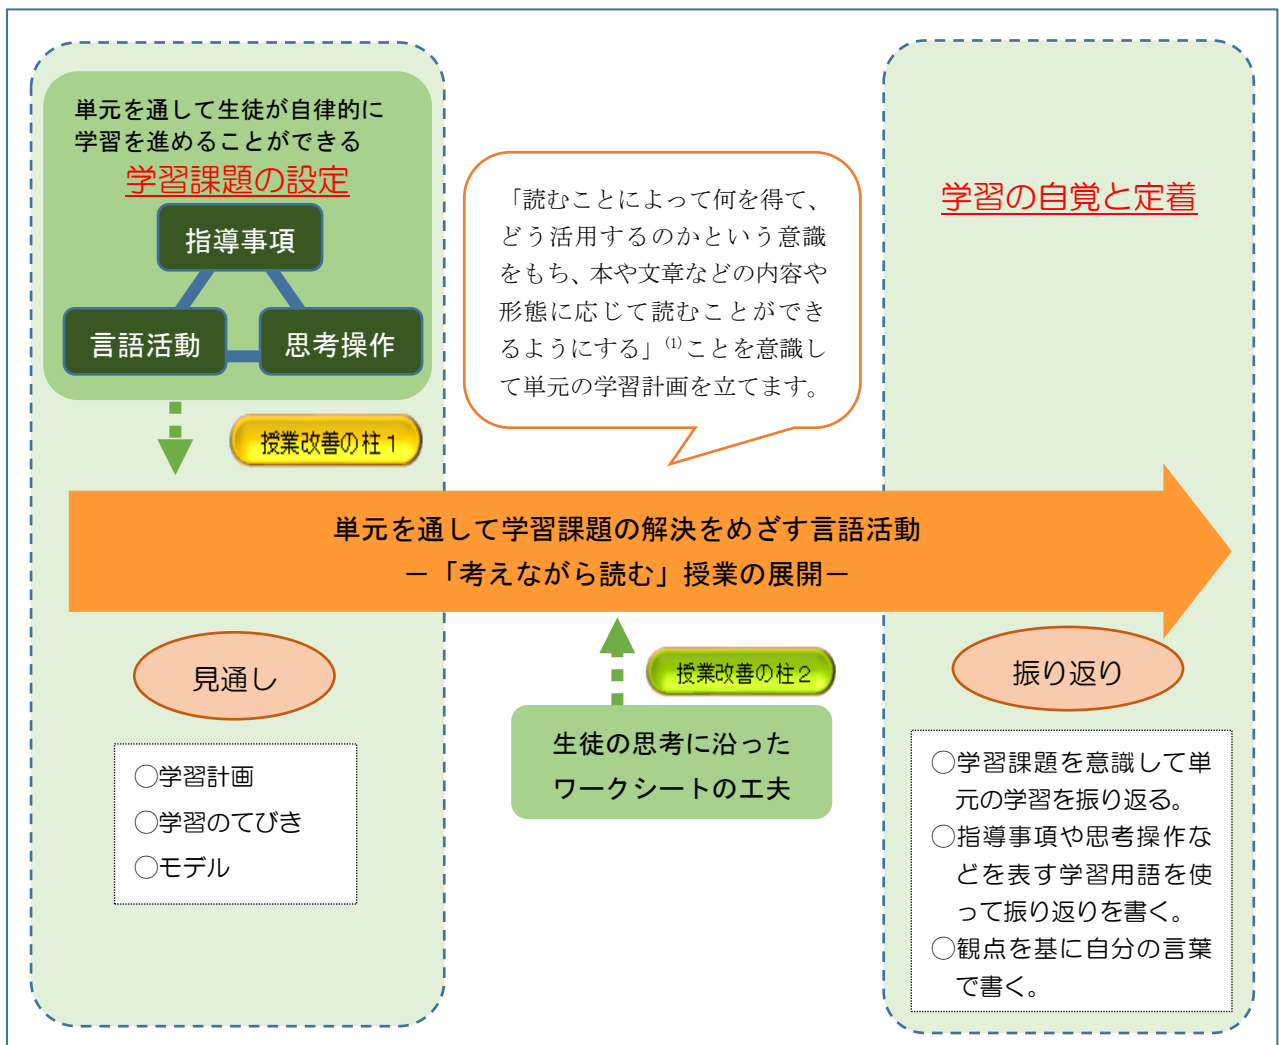 単元を通して生徒が自律的に
学習を進めることができる
学習課題の設定
指導事項
言語活動
思考操作
授業改善の柱1
「読むことによって何を得て、
どう活用するのかという意識
をもち、本や文章などの内容や
形態に応じて読むことができ
るようにする」(1)ことを意識し
て単元の学習計画を立てます。
学習の自覚と定着
単元を通して学習課題の解決をめざす言語活動
－「考えながら読む」授業の展開－
見通し
○学習計画
○学習のてびき
○モデル
授業改善の柱2
生徒の思考に沿った
ワークシートの工夫
振り返り
○学習課題を意識して単
元の学習を振り返る。
○指導事項や思考操作な
どを表す学習用語を使
って振り返りを書く。
○観点を基に自分の言葉
で書く。